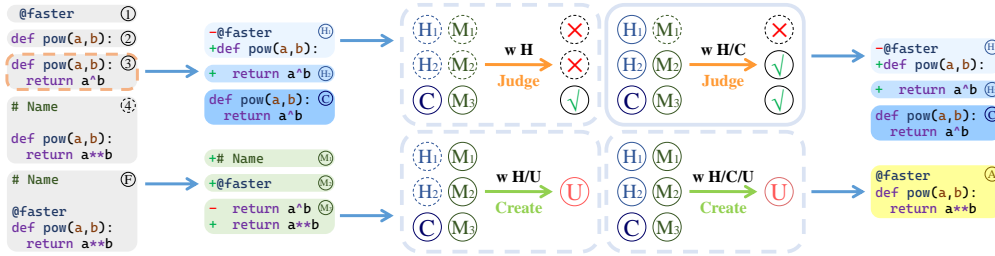 @faster 1
def pow(a,b): 2
def pow(a,b): 3
return a^b
# Name 4
def pow(a,b):
return a**b
# Name F
@faster
def pow(a,b):
return a**b
-@faster H1
+def pow(a,b):
+ return a^b H2
def pow(a,b): C
return a^b
+# Name M1
+@faster M2
- return a^b M3
+ return a**b
H1 M1 ×
w H
H2 M2 ×
Judge
C M3 √
H1 M1 ×
w H/C
H2 M2 √
Judge
C M3 √
H1 M1
w H/U
H2 M2 U
Create
C M3
H1 M1
w H/C/U
H2 M2 U
Create
C M3
-@faster H1
+def pow(a,b):
+ return a^b H2
def pow(a,b): C
return a^b
@faster A
def pow(a,b):
return a**b